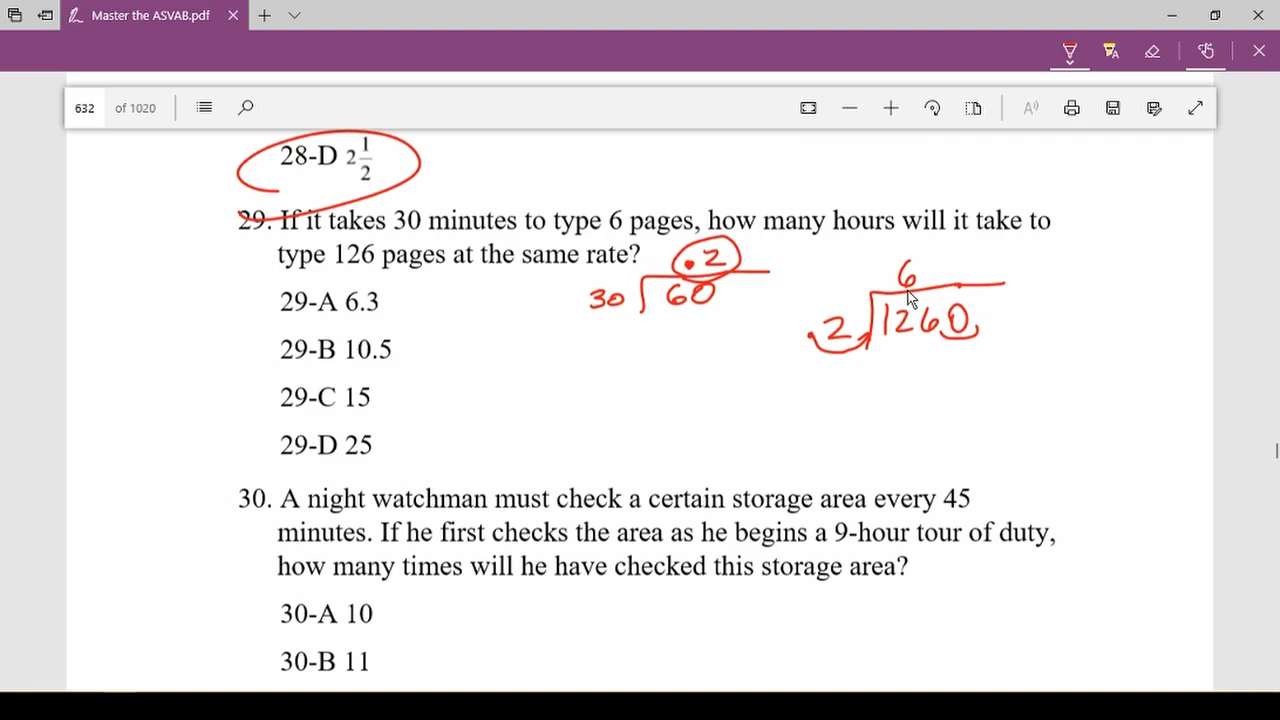 Master the ASVAB.pdf
632 of 1020
28-D 2 1/2
29. If it takes 30 minutes to type 6 pages, how many hours will it take to
type 126 pages at the same rate?
.2
30 60
6
.2 1260.
29-A 6.3
29-B 10.5
29-C 15
29-D 25
30. A night watchman must check a certain storage area every 45
minutes. If he first checks the area as he begins a 9-hour tour of duty,
how many times will he have checked this storage area?
30-A 10
30-B 11